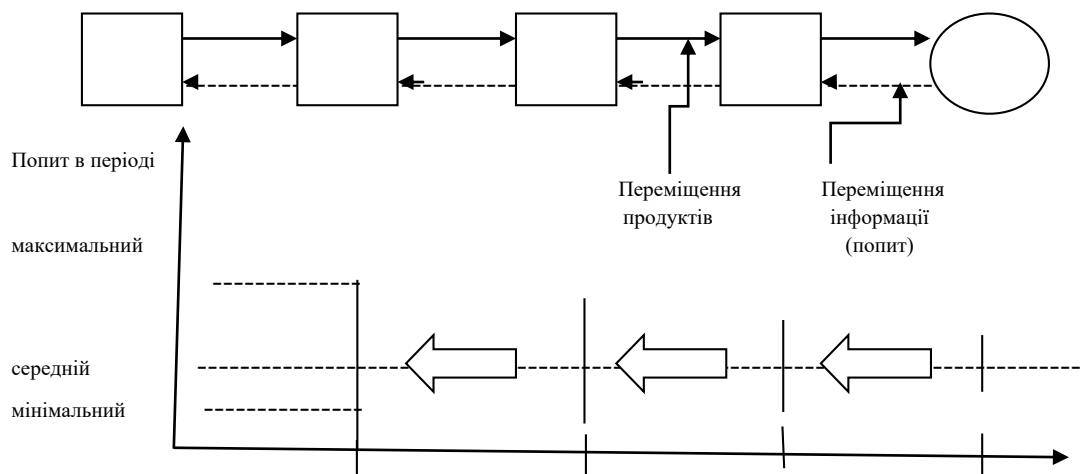 Попит в періоді
Переміщення
продуктів
Переміщення
інформації
(попит)
максимальний
середній
мінімальний